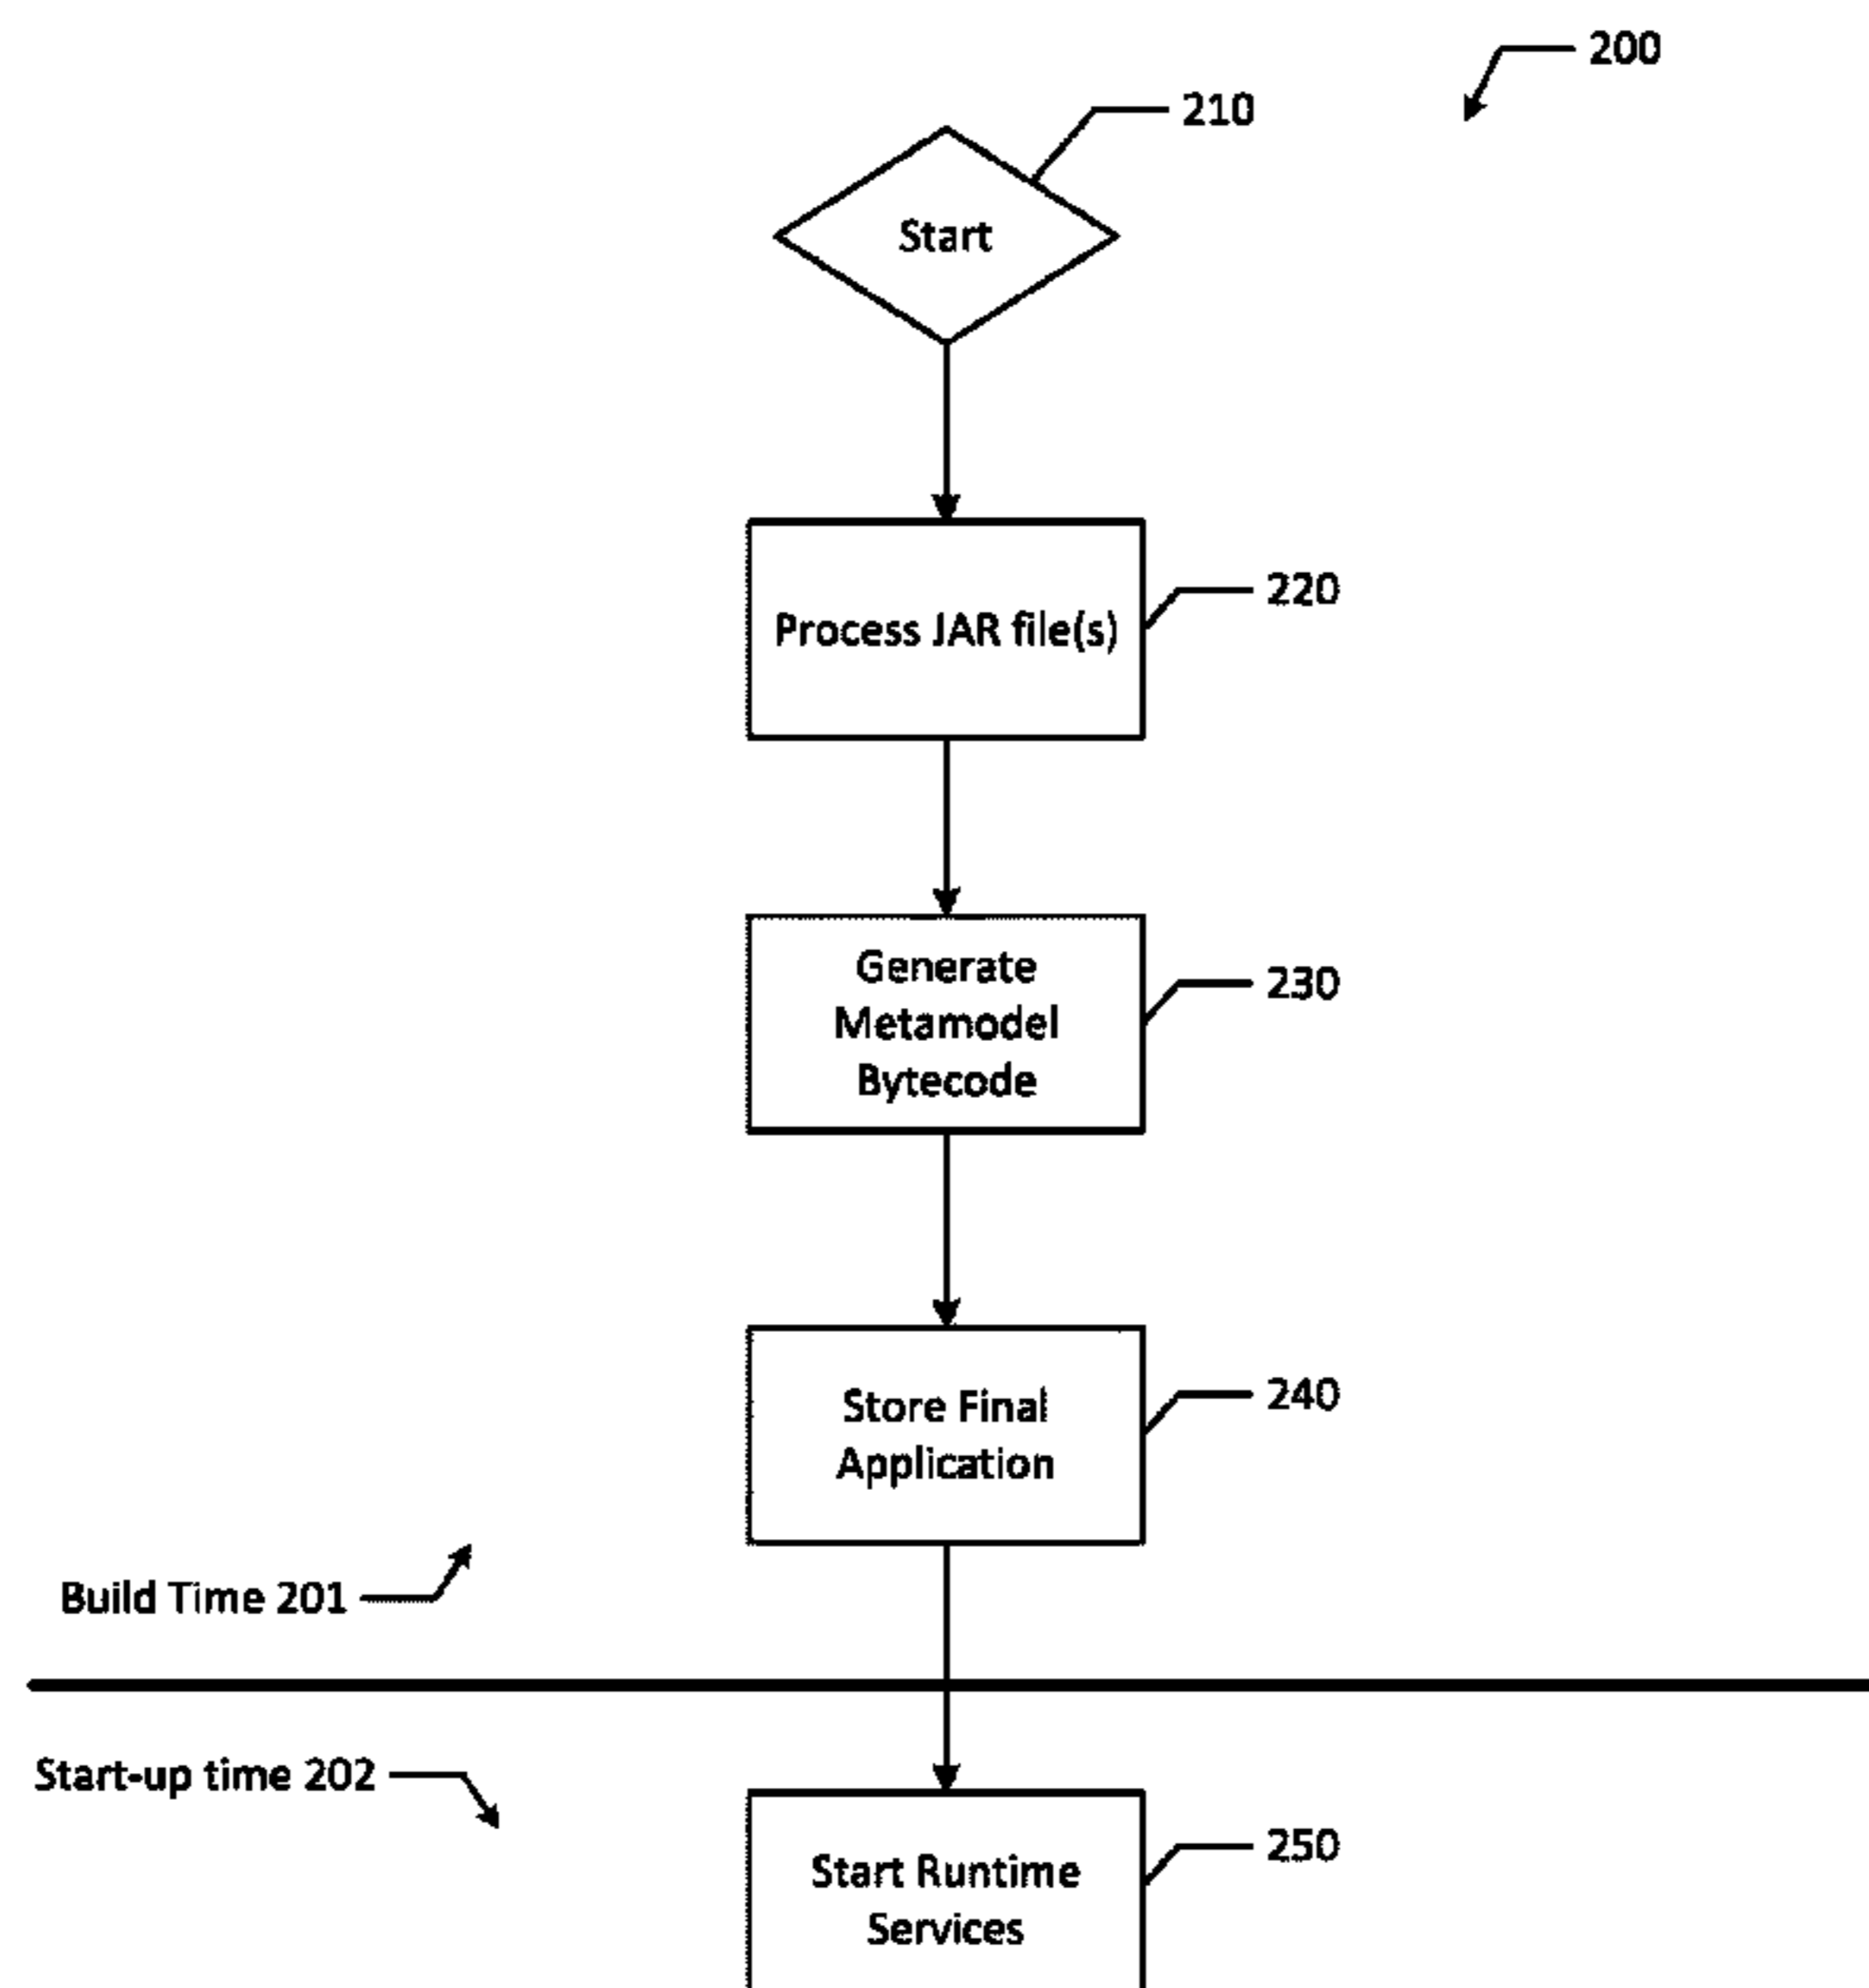 200
210
Start
220
Process JAR file(s)
230
Generate
Metamodel
Bytecode
240
Store Final
Application
Build Time 201
Start-up time 202
250
Start Runtime
Services